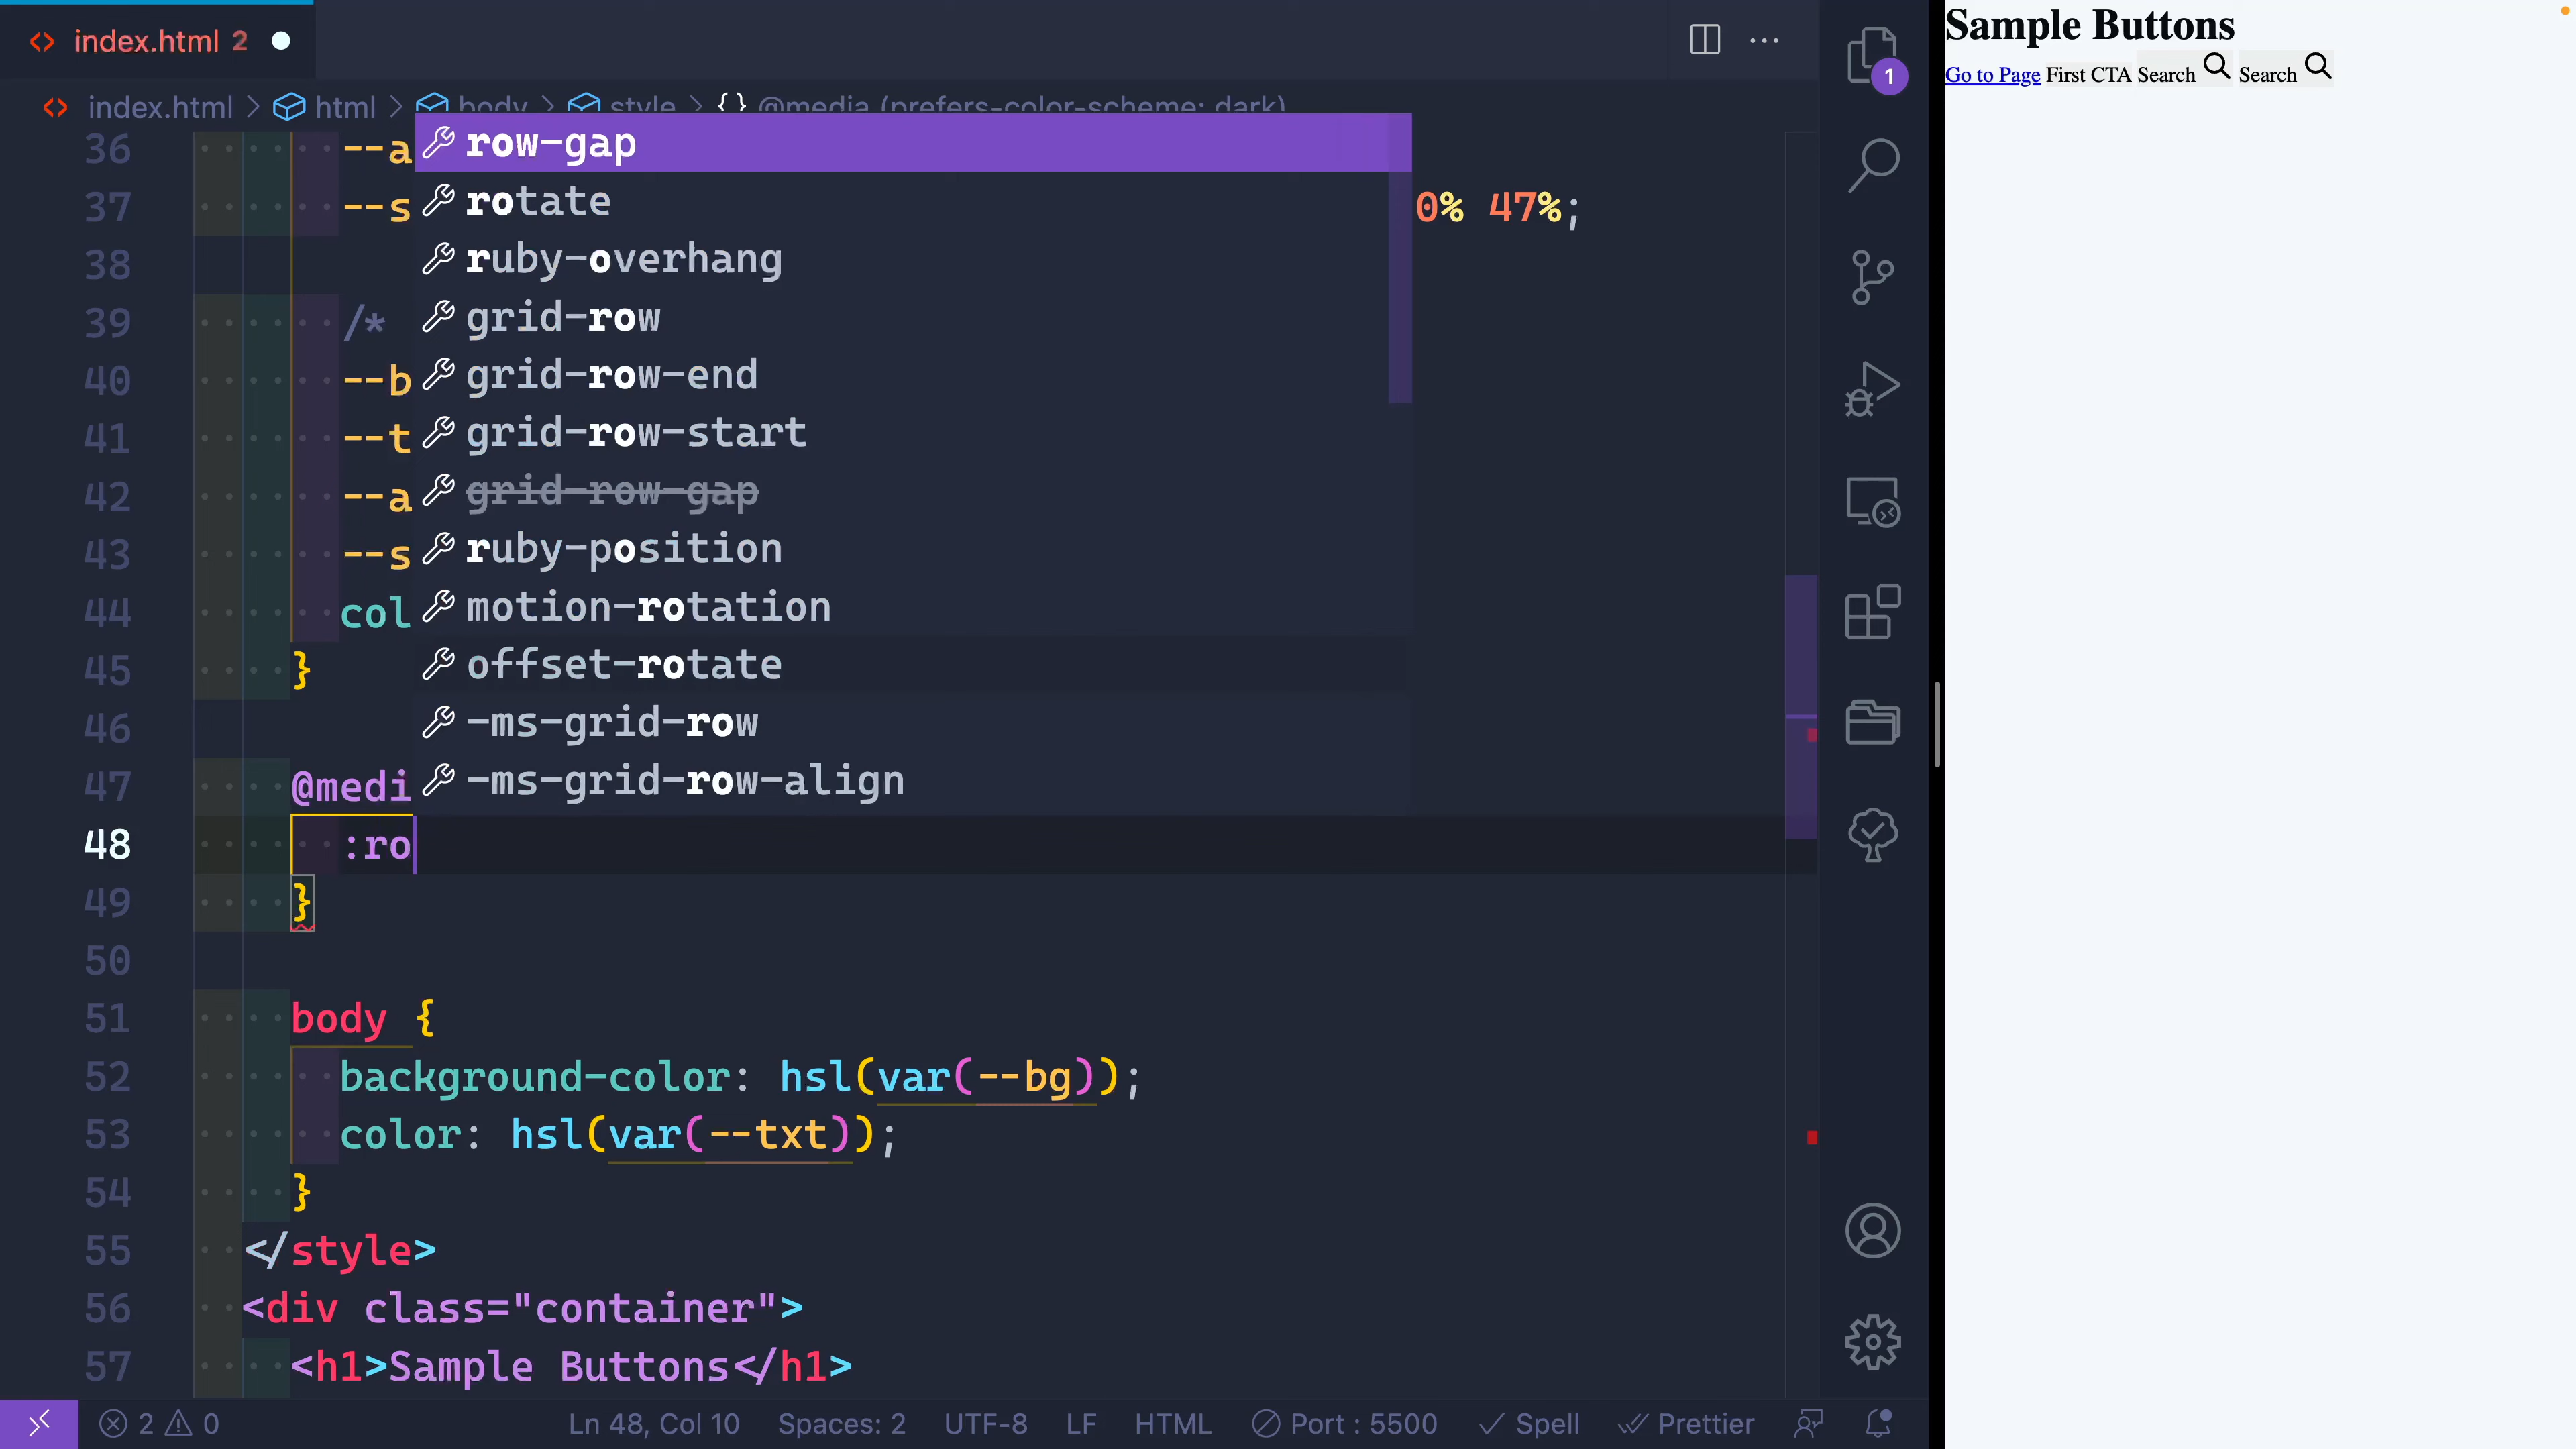 index.html 2
Sample Buttons
Go to Page First CTA Search Search
1
index.html > html > body > style > {} @media (prefers-color-scheme: dark)
36 --a
row-gap
37 --s
rotate
0% 47%;
38
ruby-overhang
39 /*
grid-row
40 --b
grid-row-end
41 --t
grid-row-start
42 --a
grid-row-gap
43 --s
ruby-position
44 col
motion-rotation
45 }
offset-rotate
46
-ms-grid-row
47 @medi
-ms-grid-row-align
48 :ro
49 }
50
51 body {
52 background-color: hsl(var(--bg));
53 color: hsl(var(--txt));
54 }
55 </style>
56 <div class="container">
57 <h1>Sample Buttons</h1>
2 0 Ln 48, Col 10 Spaces: 2 UTF-8 LF HTML Port : 5500 Spell Prettier